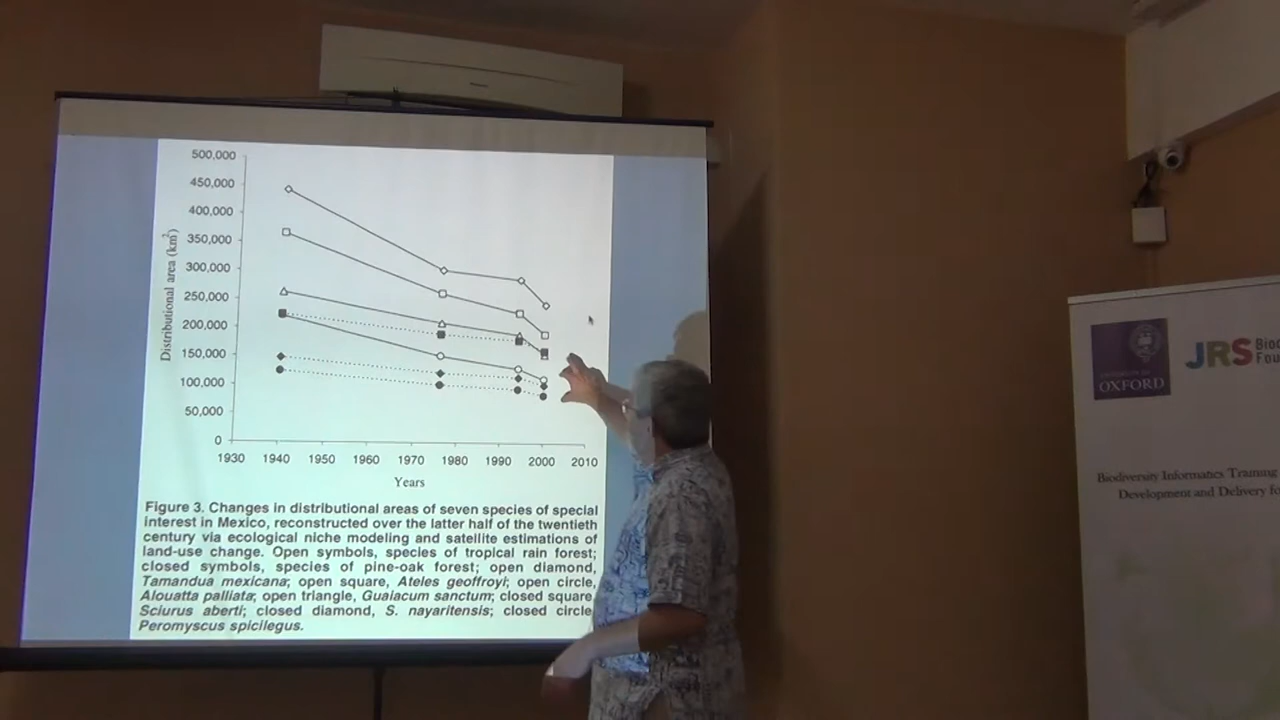 500,000
450,000
400,000
350,000
300,000
250,000
200,000
150,000
100,000
50,000
0
Distributional area (km²)
1930 1940 1950 1960 1970 1980 1990 2000 2010
Years
Figure 3. Changes in distributional areas of seven species of special
interest in Mexico, reconstructed over the latter half of the twentieth
century via ecological niche modeling and satellite estimations of
land-use change. Open symbols, species of tropical rain forest;
closed symbols, species of pine-oak forest; open diamond,
Tamandua mexicana; open square, Ateles geoffroyi; open circle,
Alouatta palliata; open triangle, Guaiacum sanctum; closed square
Sciurus aberti; closed diamond, S. nayaritensis; closed circle
Peromyscus spicilegus.
OXFORD
JRS Biod
Fou
Biodiversity Informatics Training
Development and Delivery fo